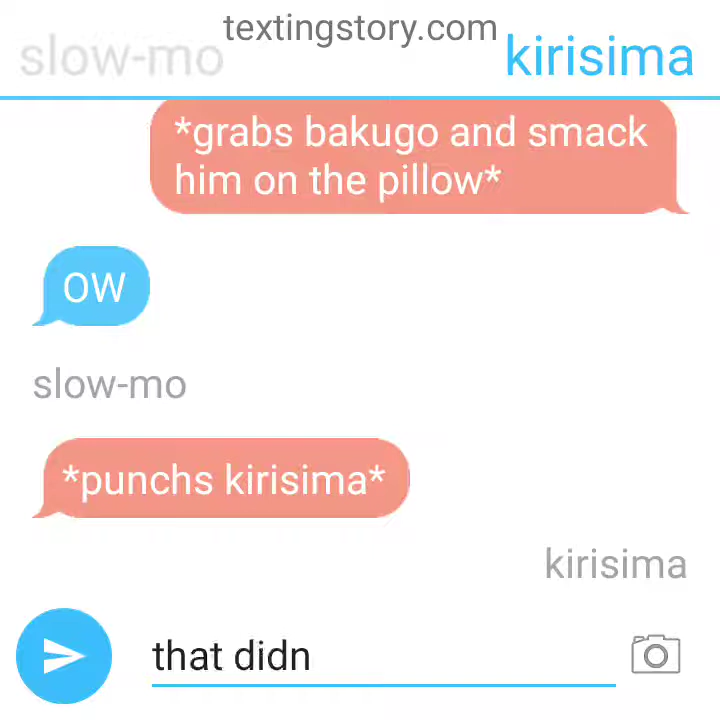 textingstory.com
slow-mo kirisima
*grabs bakugo and smack
him on the pillow*
OW
slow-mo
*punchs kirisima*
kirisima
that didn